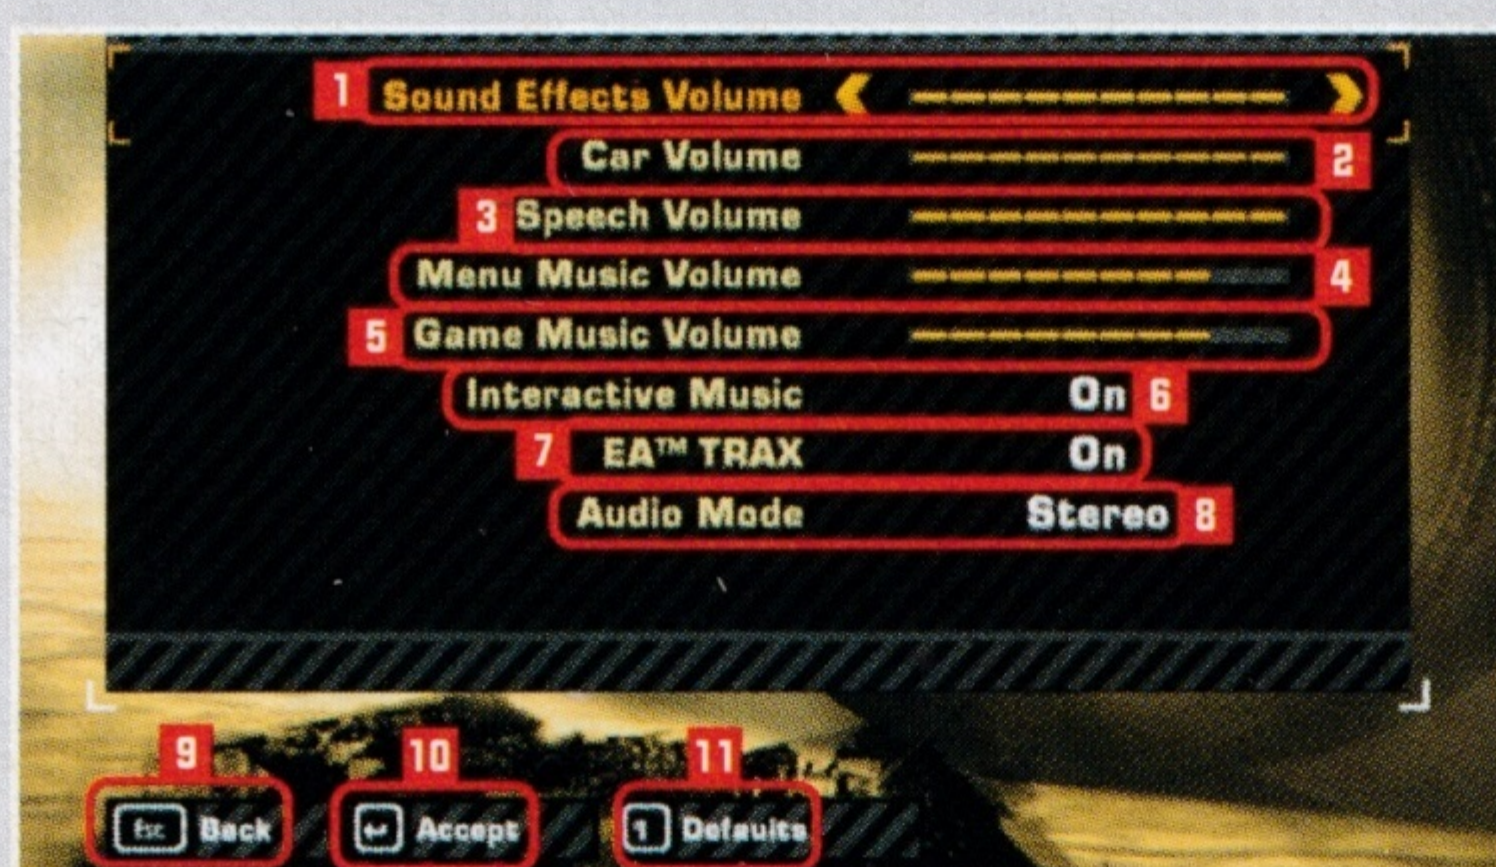 1 Sound Effects Volume
Car Volume 2
3 Speech Volume
Menu Music Volume 4
5 Game Music Volume
Interactive Music On 6
7 EA™ TRAX On
Audio Mode Stereo 8
9 10 11
Esc Back Accept 1 Defaults